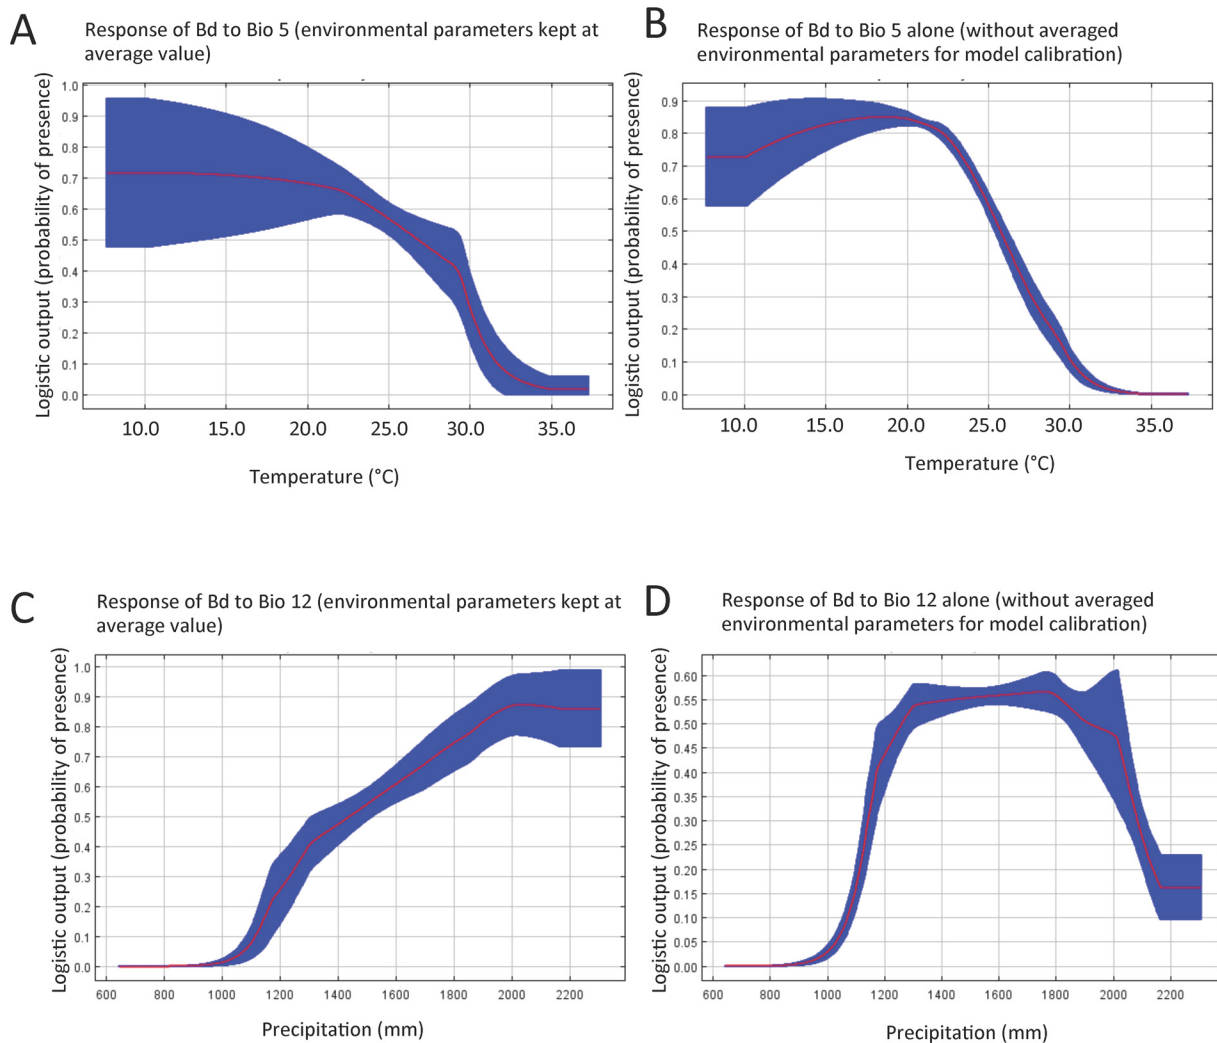 A
Response of Bd to Bio 5 (environmental parameters kept at
average value)
Logistic output (probability of presence)
1.0
0.9
0.8
0.7
0.6
0.5
0.4
0.3
0.2
0.1
0.0
10.0 15.0 20.0 25.0 30.0 35.0
Temperature (°C)
B
Response of Bd to Bio 5 alone (without averaged
environmental parameters for model calibration)
Logistic output (probability of presence)
0.9
0.8
0.7
0.6
0.5
0.4
0.3
0.2
0.1
0.0
10.0 15.0 20.0 25.0 30.0 35.0
Temperature (°C)
C
Response of Bd to Bio 12 (environmental parameters kept at
average value)
Logistic output (probability of presence)
1.0
0.9
0.8
0.7
0.6
0.5
0.4
0.3
0.2
0.1
0.0
600 800 1000 1200 1400 1600 1800 2000 2200
Precipitation (mm)
D
Response of Bd to Bio 12 alone (without averaged
environmental parameters for model calibration)
Logistic output (probability of presence)
0.60
0.55
0.50
0.45
0.40
0.35
0.30
0.25
0.20
0.15
0.10
0.05
0.00
600 800 1000 1200 1400 1600 1800 2000 2200
Precipitation (mm)